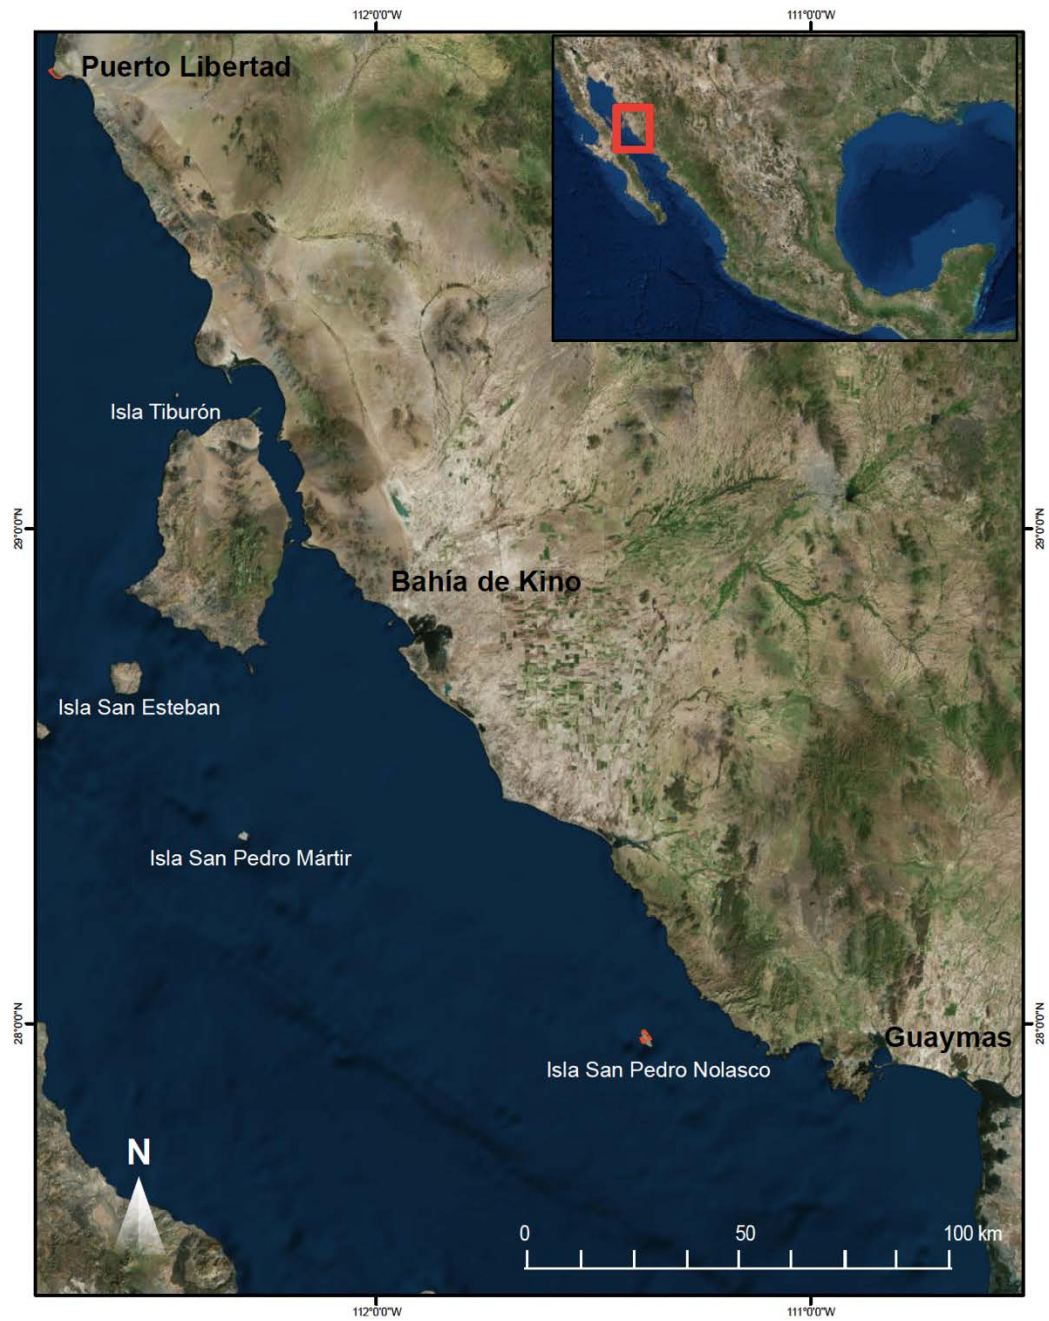 112°0'0"W
111°0'0"W
Puerto Libertad
Isla Tiburón
29°0'0"N
29°0'0"N
Bahía de Kino
Isla San Esteban
Isla San Pedro Mártir
28°0'0"N
28°0'0"N
Guaymas
Isla San Pedro Nolasco
N
0
50
100 km
112°0'0"W
111°0'0"W